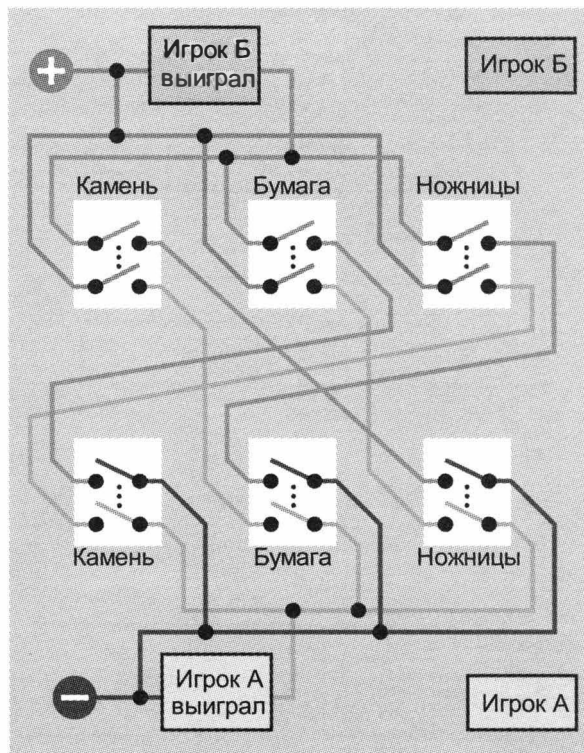 +
Игрок Б
выиграл
Игрок Б
Камень
Бумага
Ножницы
Камень
Бумага
Ножницы
−
Игрок А
выиграл
Игрок А